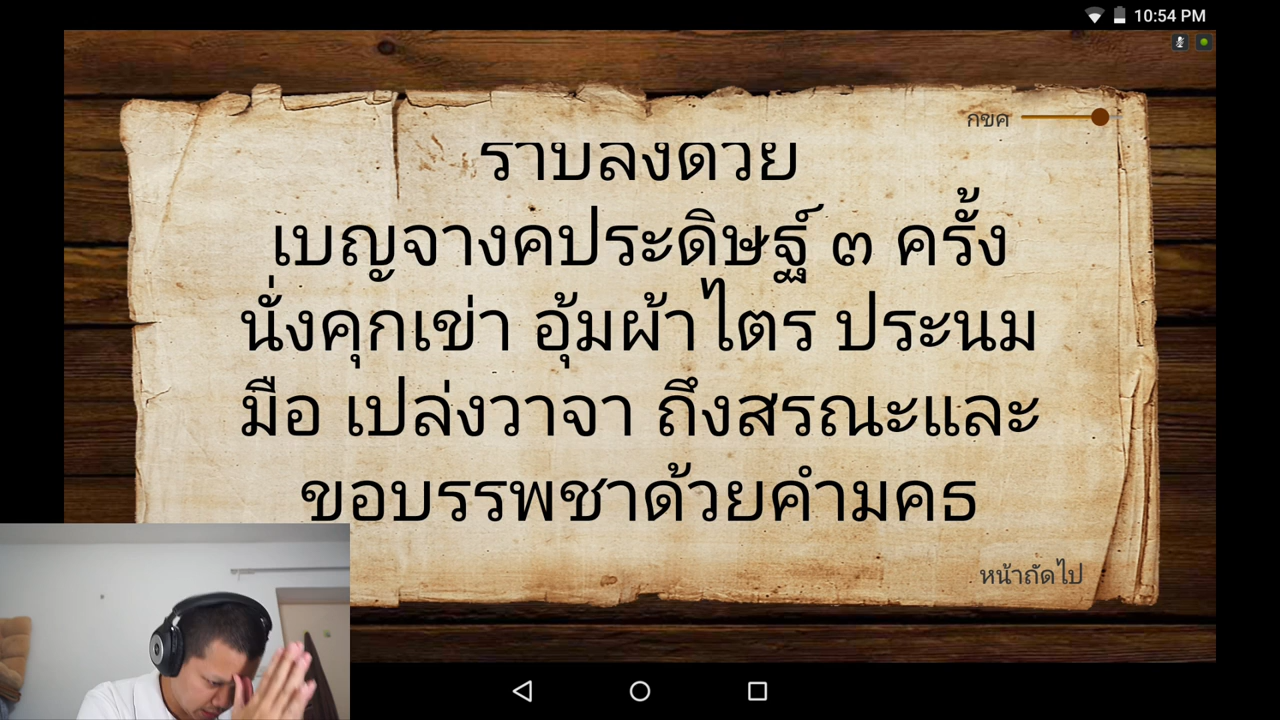 10:54 PM
กขค
ราบลงด้วย
เบญจางคประดิษฐ์ ๓ ครั้ง
นั่งคุกเข่า อุ้มผ้าไตร ประนม
มือ เปล่งวาจา ถึงสรณะและ
ขอบรรพชาด้วยคำมคธ
หน้าถัดไป